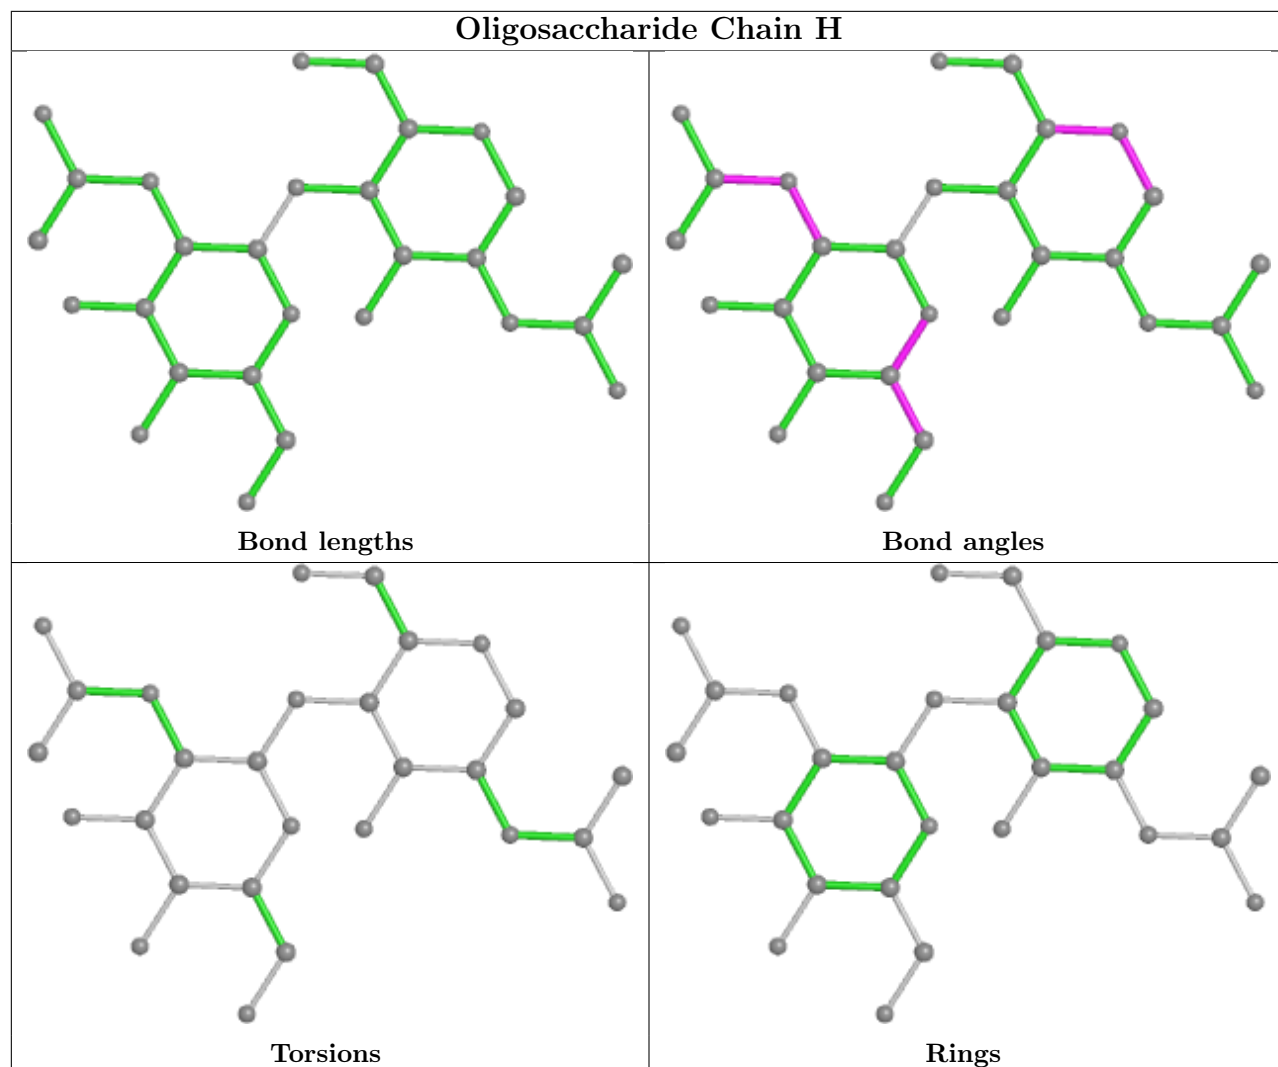 Oligosaccharide Chain H
Bond lengths
Bond angles
Torsions
Rings